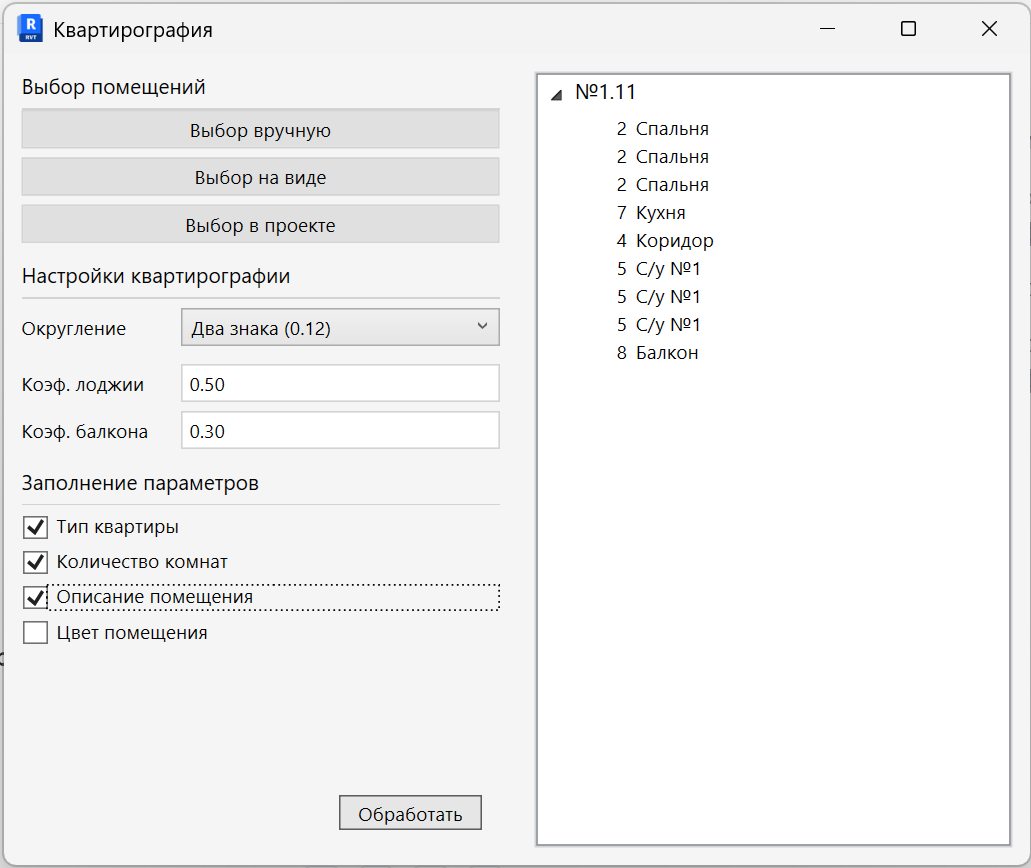 R
RVT
Квартирография
Выбор помещений
Выбор вручную
Выбор на виде
Выбор в проекте
Настройки квартирографии
Округление
Два знака (0.12)
Коэф. лоджии
0.50
Коэф. балкона
0.30
Заполнение параметров
Тип квартиры
Количество комнат
Описание помещения
Цвет помещения
Обработать
№1.11
2 Спальня
2 Спальня
2 Спальня
7 Кухня
4 Коридор
5 С/у №1
5 С/у №1
5 С/у №1
8 Балкон